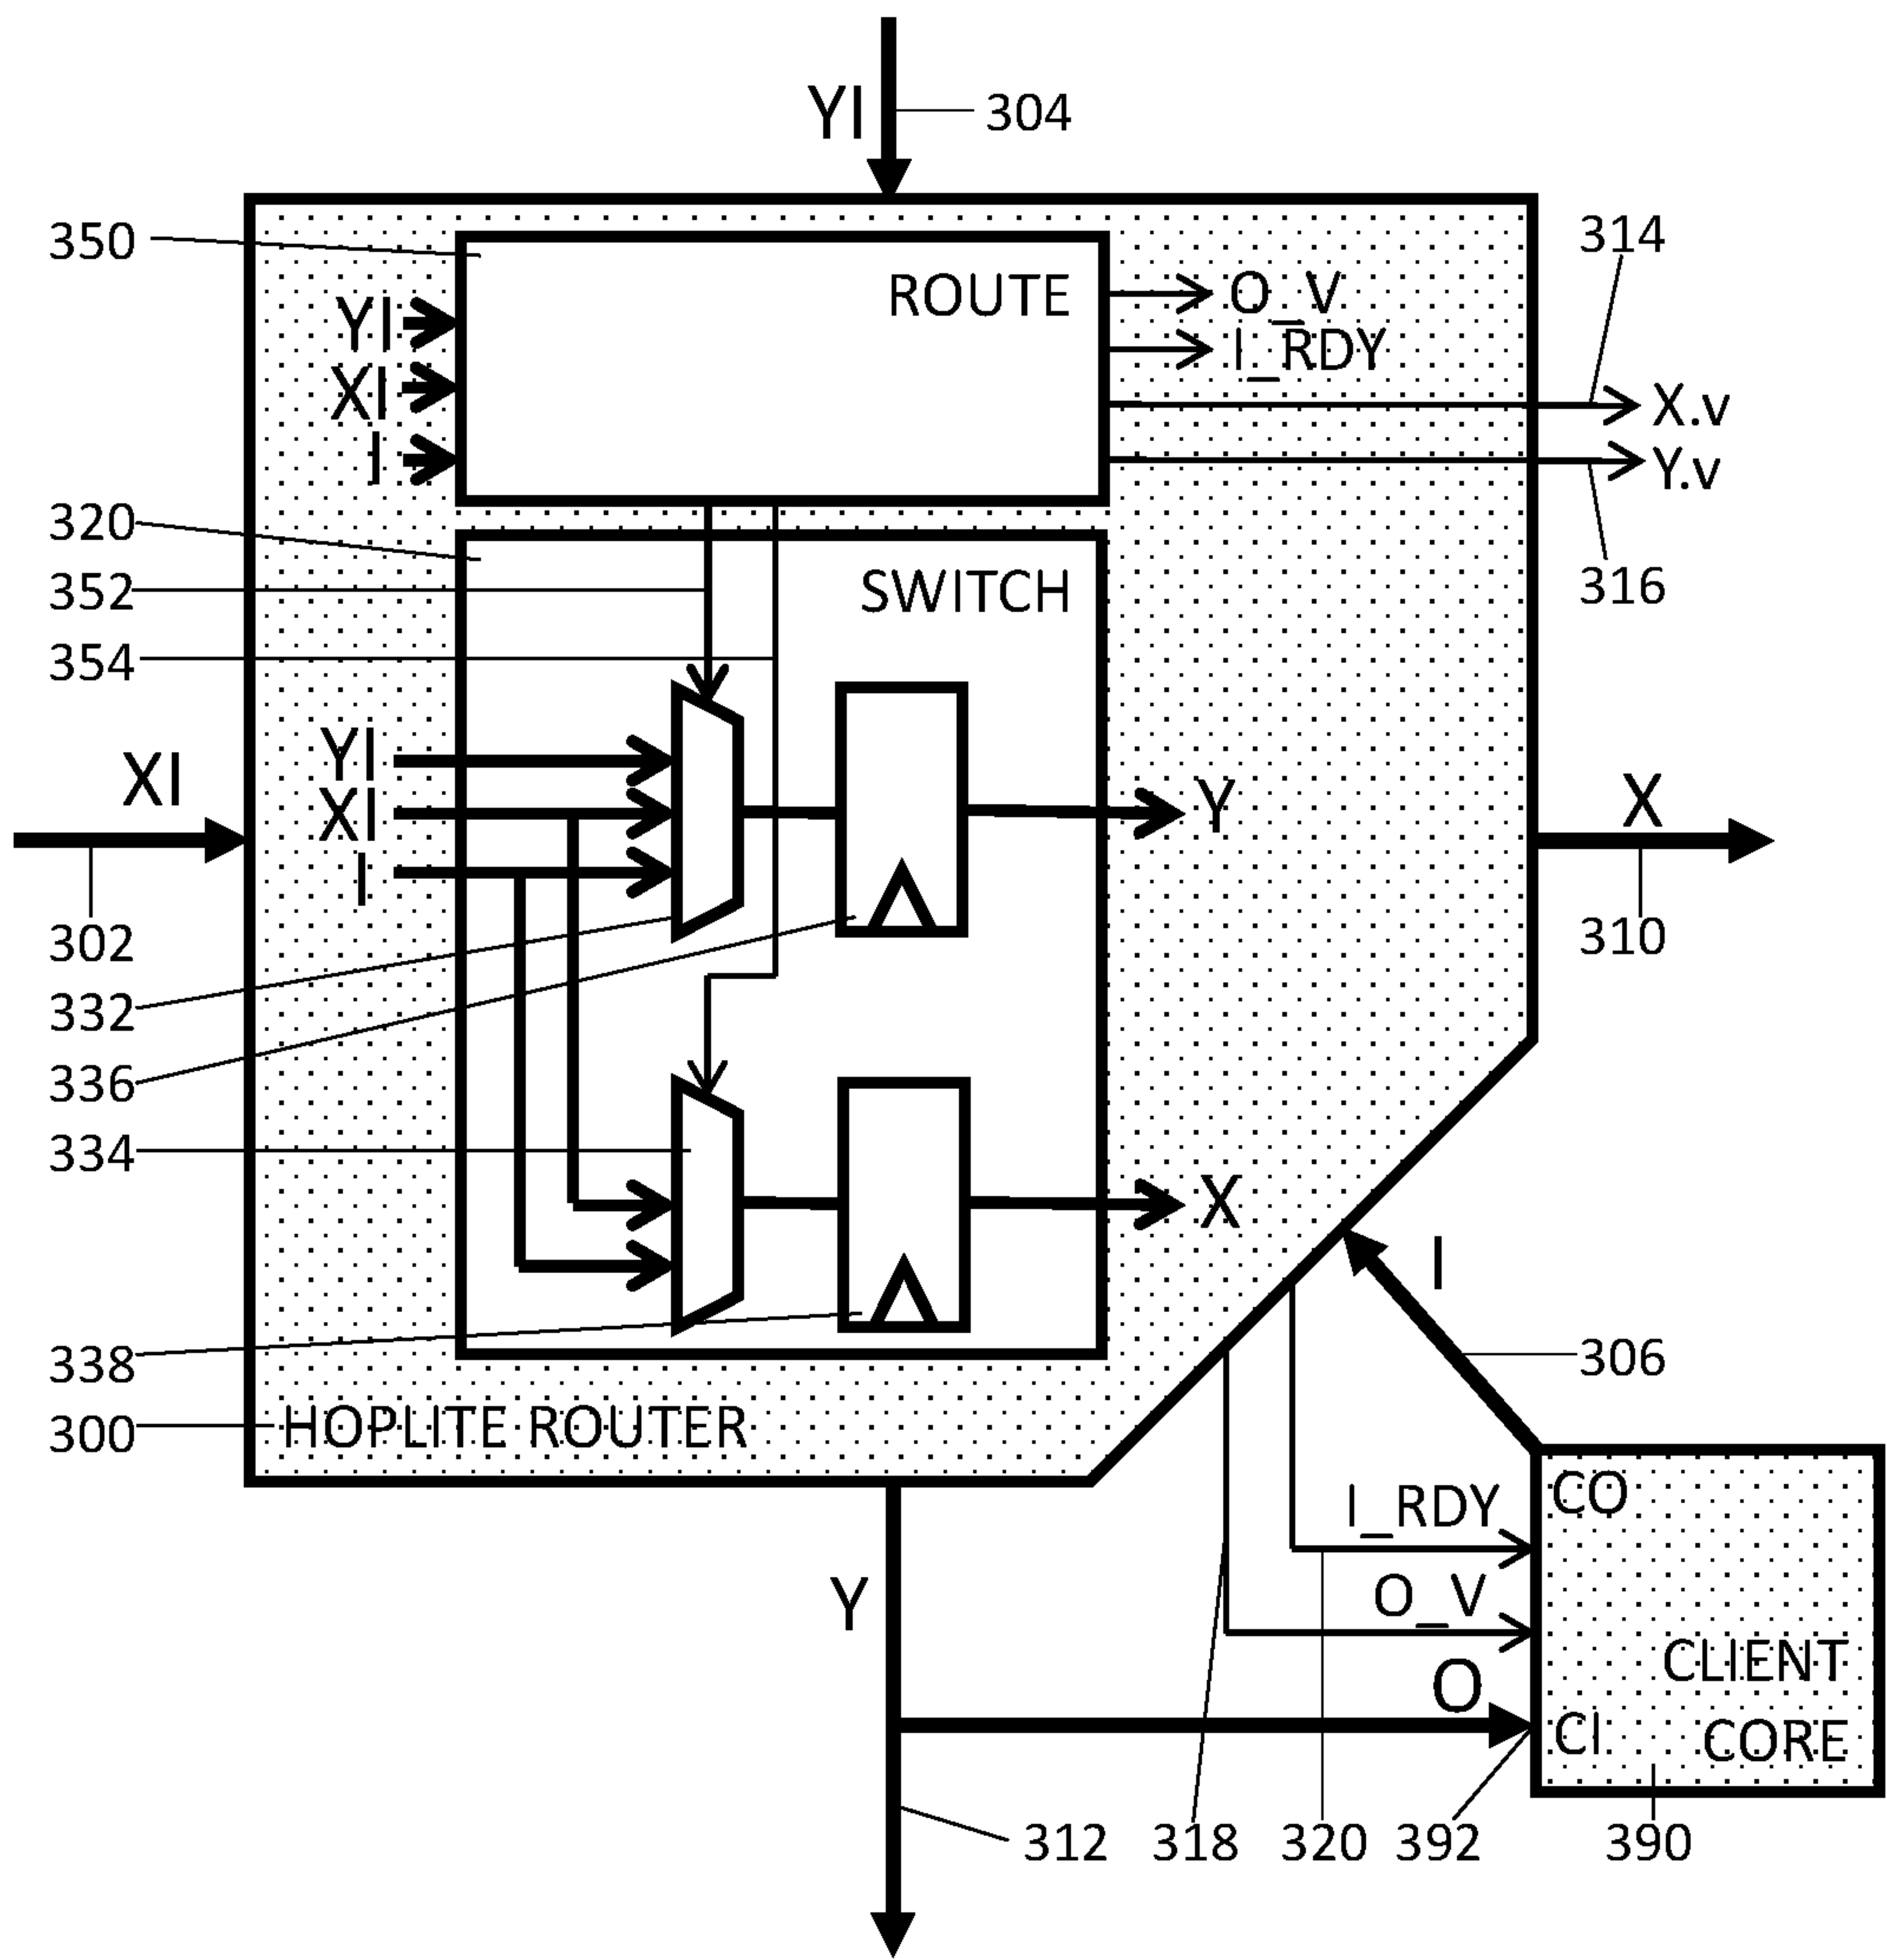 YI
304
350
ROUTE
O_V
314
YI
I_RDY
XI
X.v
I
Y.v
320
352
SWITCH
316
354
YI
XI
XI
Y
X
I
302
310
332
336
334
X
I
338
306
300
HOPLITE ROUTER
CO
I_RDY
Y
O_V
CLIENT
O
CI
CORE
312
318
320
392
390